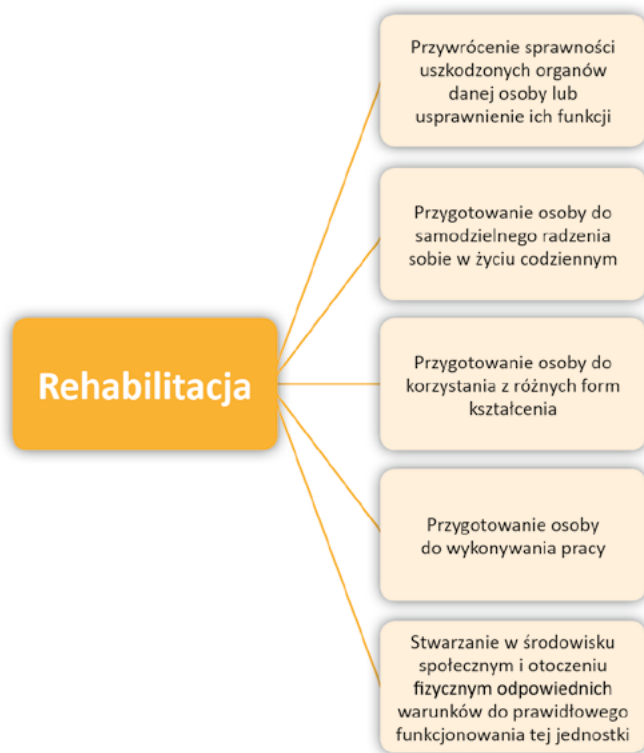 Przywrócenie sprawności
uszkodzonych organów
danej osoby lub
usprawnienie ich funkcji
Przygotowanie osoby do
samodzielnego radzenia
sobie w życiu codziennym
Rehabilitacja
Przygotowanie osoby do
korzystania z różnych form
kształcenia
Przygotowanie osoby
do wykonywania pracy
Stwarzanie w środowisku
społecznym i otoczeniu
fizycznym odpowiednich
warunków do prawidłowego
funkcjonowania tej jednostki